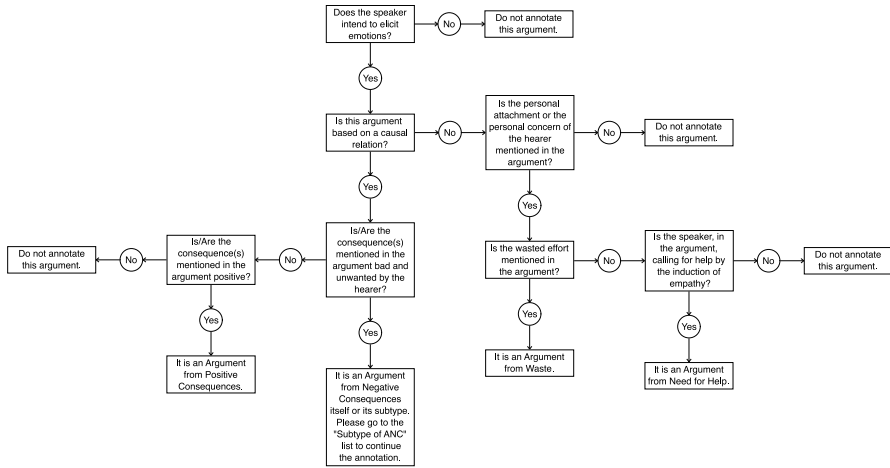 Does the speaker
intend to elicit
emotions?
No
Do not annotate
this argument.
Yes
Is this argument
based on a causal
relation?
No
Is the personal
attachment or the
personal concern of
the hearer
mentioned in the
argument?
No
Do not annotate
this argument.
Yes
Yes
Is/Are the
consequence(s)
mentioned in the
argument bad and
unwanted by the
hearer?
No
Is/Are the
consequence(s)
mentioned in the
argument positive?
No
Do not annotate
this argument.
Is the wasted effort
mentioned in
the argument?
No
Is the speaker, in
the argument,
calling for help by
the induction of
empathy?
No
Do not annotate
this argument.
Yes
Yes
Yes
Yes
It is an Argument
from Positive
Consequences.
It is an Argument
from Negative
Consequences
itself or its subtype.
Please go to the
"Subtype of ANC"
list to continue
the annotation.
It is an Argument
from Waste.
It is an Argument
from Need for Help.